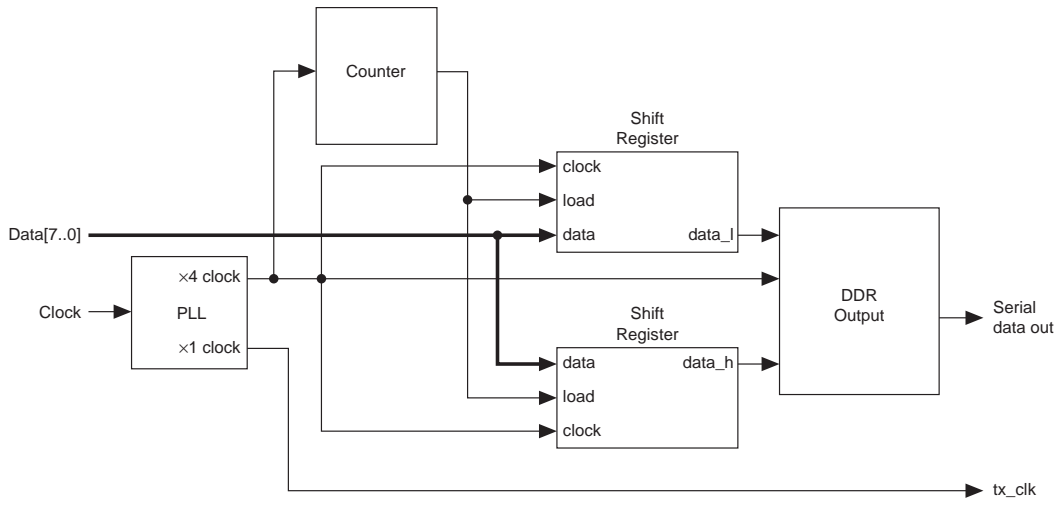 Counter
Shift
Register
clock
load
data
data_l
Data[7..0]
×4 clock
PLL
×1 clock
Clock
DDR
Output
Serial
data out
Shift
Register
data
data_h
load
clock
tx_clk